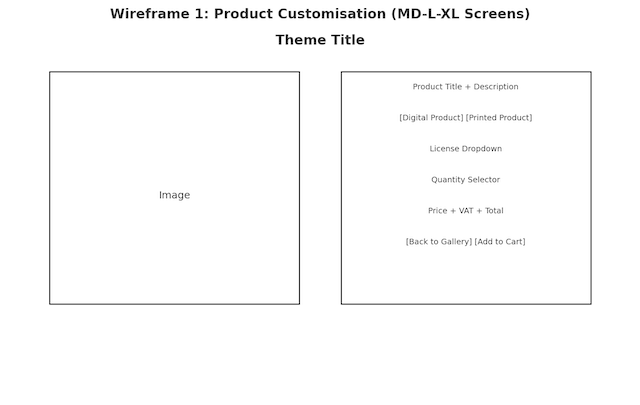 Wireframe 1: Product Customisation (MD-L-XL Screens)
Theme Title
Image
Product Title + Description
[Digital Product] [Printed Product]
License Dropdown
Quantity Selector
Price + VAT + Total
[Back to Gallery] [Add to Cart]